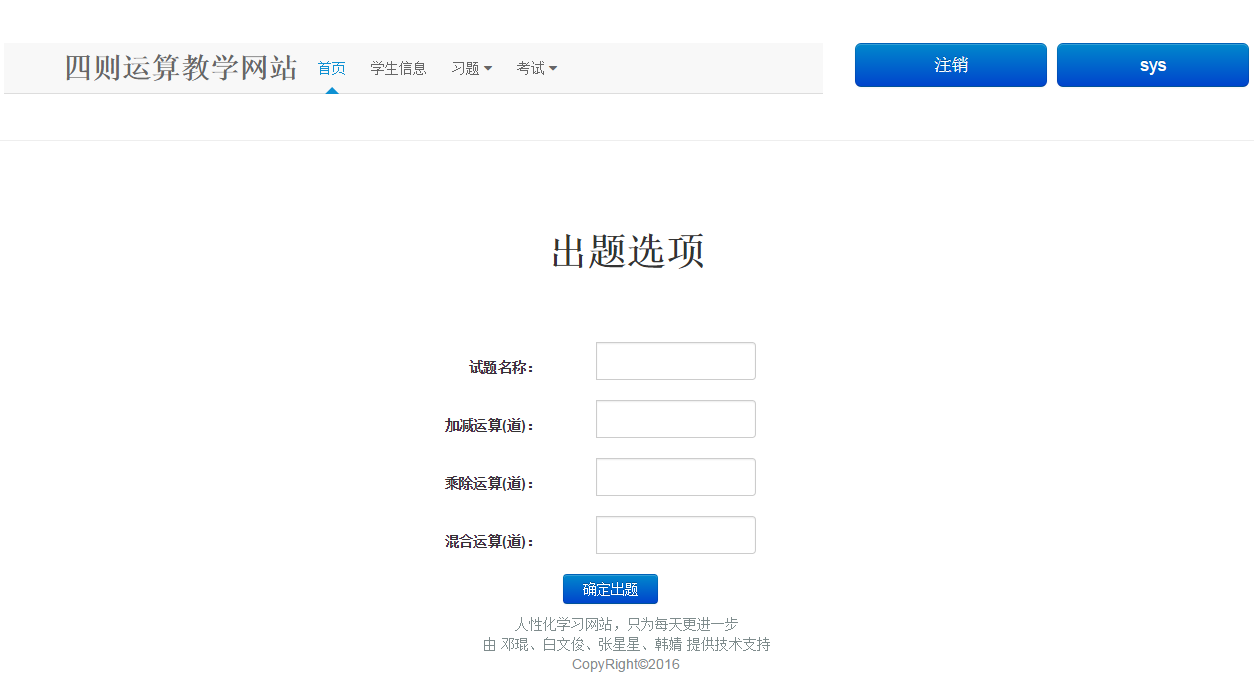 四则运算教学网站 首页 学生信息 习题 考试 注销 sys
出题选项
试题名称：
加减运算(道)：
乘除运算(道)：
混合运算(道)：
确定出题
人性化学习网站，只为每天更进一步
由 邓琨、白文俊、张星星、韩婧 提供技术支持
CopyRight©2016